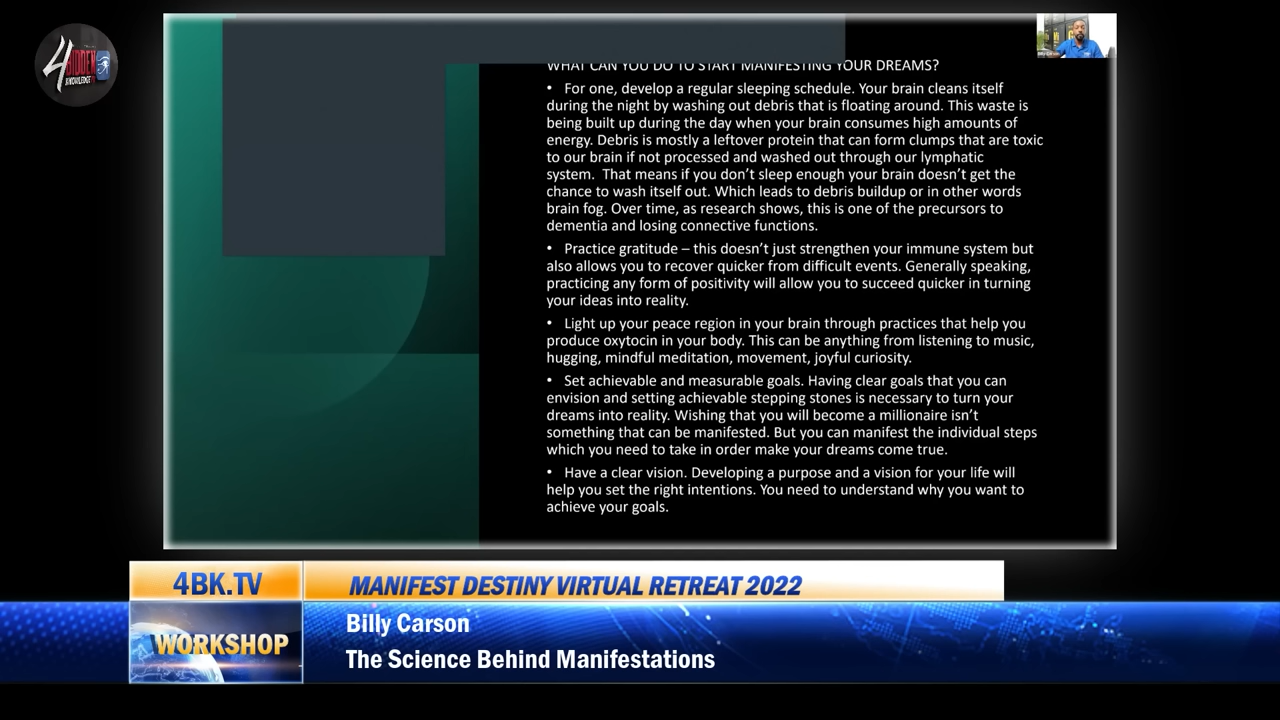 4
HIDDEN
KNOWLEDGE
WHAT CAN YOU DO TO START MANIFESTING YOUR DREAMS?
• For one, develop a regular sleeping schedule. Your brain cleans itself
during the night by washing out debris that is floating around. This waste is
being built up during the day when your brain consumes high amounts of
energy. Debris is mostly a leftover protein that can form clumps that are toxic
to our brain if not processed and washed out through our lymphatic
system.  That means if you don’t sleep enough your brain doesn’t get the
chance to wash itself out. Which leads to debris buildup or in other words
brain fog. Over time, as research shows, this is one of the precursors to
dementia and losing connective functions.
• Practice gratitude – this doesn’t just strengthen your immune system but
also allows you to recover quicker from difficult events. Generally speaking,
practicing any form of positivity will allow you to succeed quicker in turning
your ideas into reality.
• Light up your peace region in your brain through practices that help you
produce oxytocin in your body. This can be anything from listening to music,
hugging, mindful meditation, movement, joyful curiosity.
• Set achievable and measurable goals. Having clear goals that you can
envision and setting achievable stepping stones is necessary to turn your
dreams into reality. Wishing that you will become a millionaire isn’t
something that can be manifested. But you can manifest the individual steps
which you need to take in order make your dreams come true.
• Have a clear vision. Developing a purpose and a vision for your life will
help you set the right intentions. You need to understand why you want to
achieve your goals.
4BK.TV
MANIFEST DESTINY VIRTUAL RETREAT 2022
WORKSHOP
Billy Carson
The Science Behind Manifestations